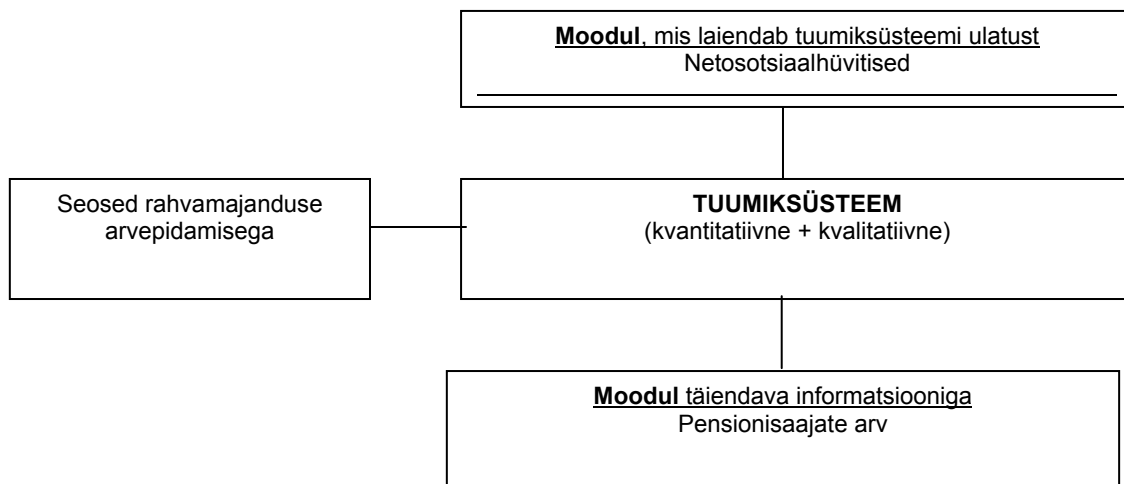 Moodul, mis laiendab tuumiksüsteemi ulatust
Netosotsiaalhüvitised
Seosed rahvamajanduse
arvepidamisega
TUUMIKSÜSTEEM
(kvantitatiivne + kvalitatiivne)
Moodul täiendava informatsiooniga
Pensionisaajate arv